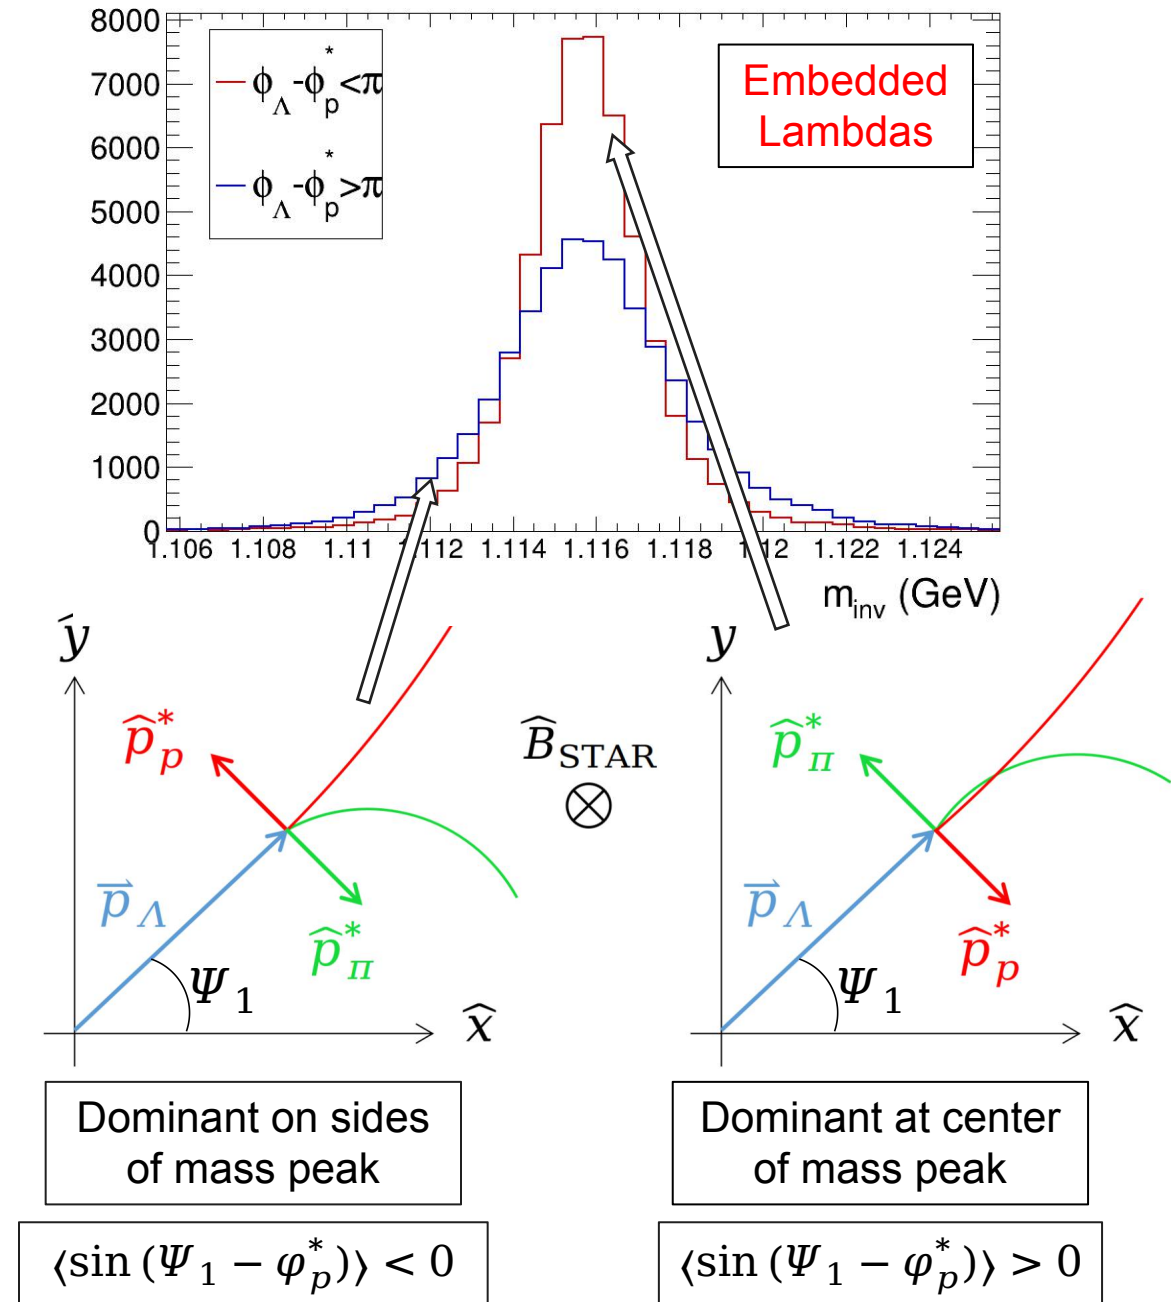 8000
7000
6000
5000
4000
3000
2000
1000
0
ϕ_Λ-ϕ*_p<π
ϕ_Λ-ϕ*_p>π
Embedded
Lambdas
1.106 1.108 1.11 1.112 1.114 1.116 1.118 1.12 1.122 1.124
m_inv (GeV)
ŷ
p̂*_p
p⃗_Λ
p̂*_π
Ψ_1
x̂
B̂_STAR
⊗
y
p̂*_π
p⃗_Λ
p̂*_p
Ψ_1
x̂
Dominant on sides
of mass peak
⟨sin (Ψ_1 − φ*_p)⟩ < 0
Dominant at center
of mass peak
⟨sin (Ψ_1 − φ*_p)⟩ > 0